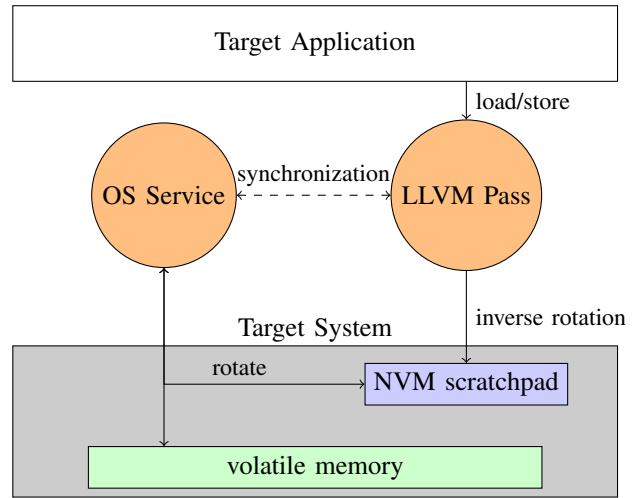 Target Application
load/store
synchronization
OS Service
LLVM Pass
inverse rotation
Target System
rotate
NVM scratchpad
volatile memory